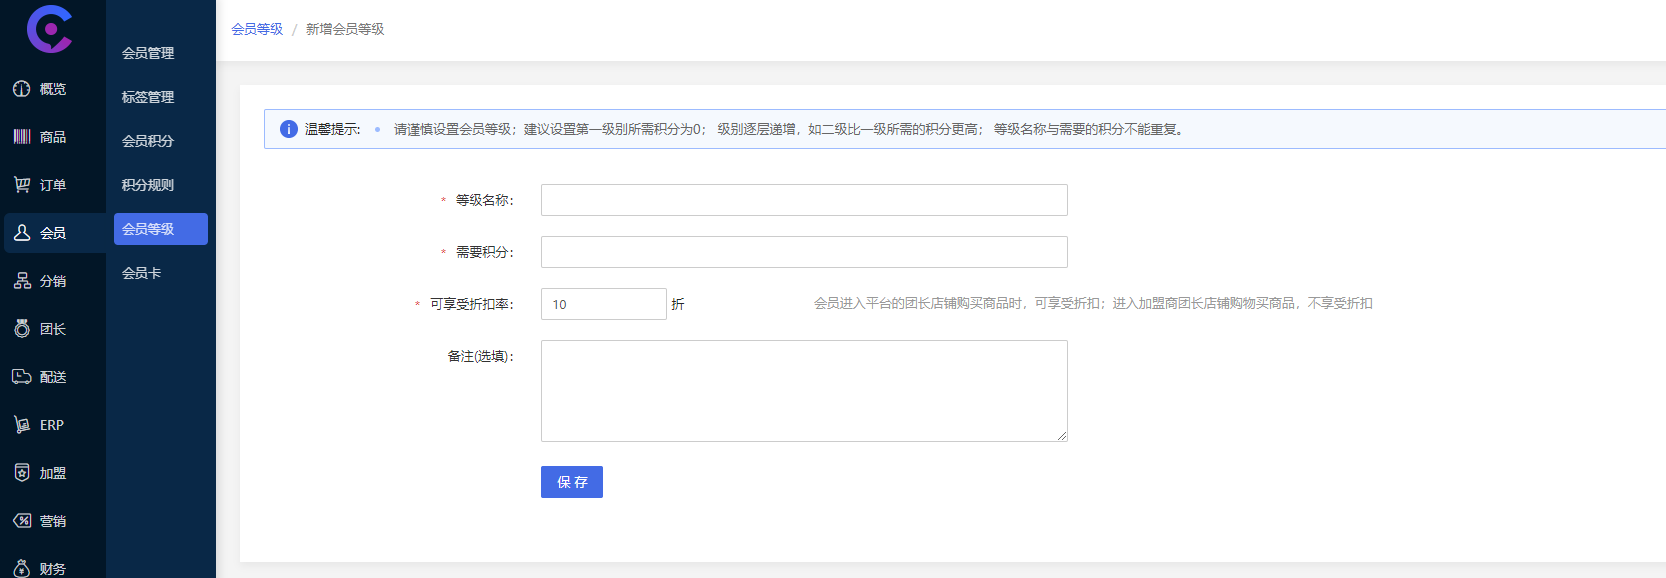 概览
商品
订单
会员
分销
团长
配送
ERP
加盟
营销
财务
会员管理
标签管理
会员积分
积分规则
会员等级
会员卡
会员等级 / 新增会员等级
温馨提示: 请谨慎设置会员等级；建议设置第一级别所需积分为0； 级别逐层递增，如二级比一级所需的积分更高； 等级名称与需要的积分不能重复。
* 等级名称:
* 需要积分:
* 可享受折扣率: 10 折 会员进入平台的团长店铺购买商品时，可享受折扣；进入加盟商团长店铺购物买商品，不享受折扣
备注(选填):
保存